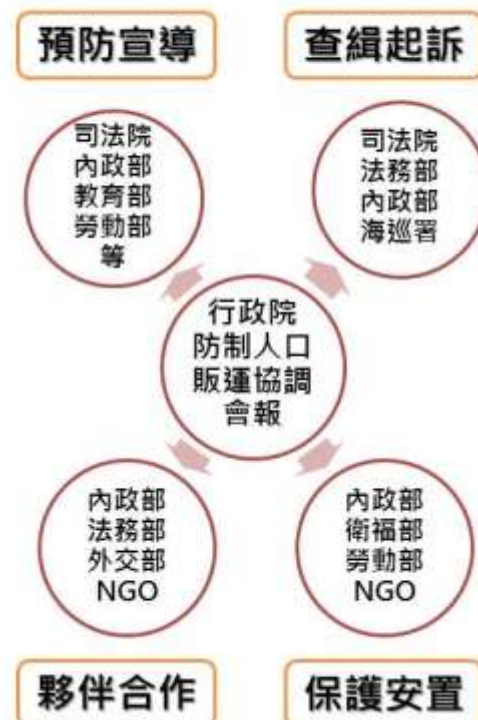 預防宣導
查緝起訴
司法院
內政部
教育部
勞動部
等
司法院
法務部
內政部
海巡署
行政院
防制人口
販運協調
會報
內政部
法務部
外交部
NGO
內政部
衛福部
勞動部
NGO
夥伴合作
保護安置